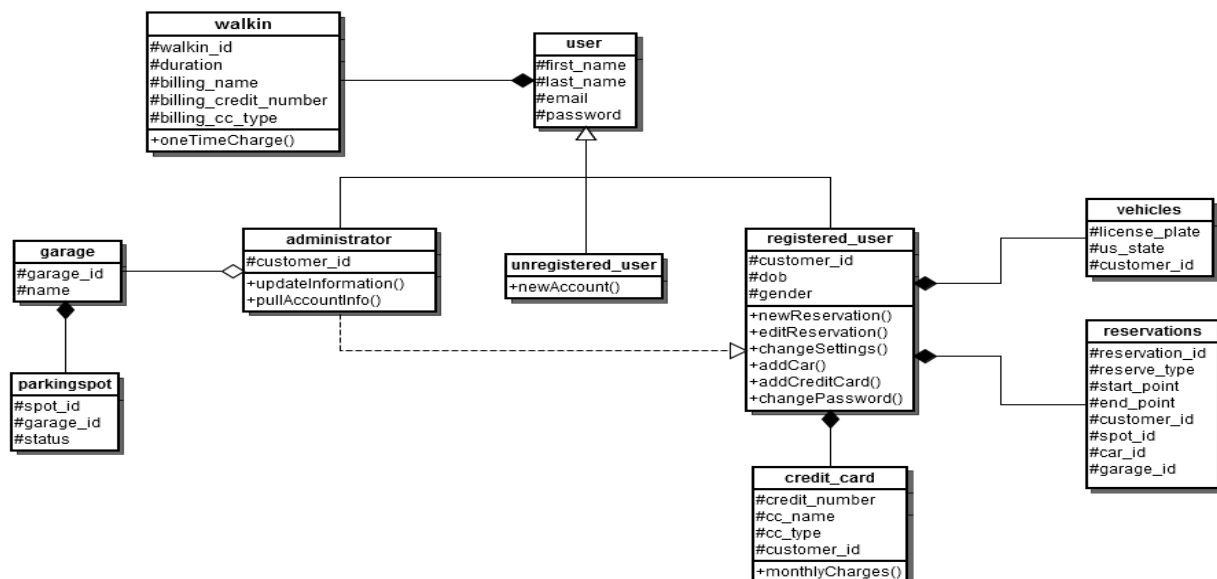 walkin
#walkin_id
#duration
#billing_name
#billing_credit_number
#billing_cc_type
+oneTimeCharge()
user
#first_name
#last_name
#email
#password
garage
#garage_id
#name
administrator
#customer_id
+updateInformation()
+pullAccountInfo()
unregistered_user
+newAccount()
registered_user
#customer_id
#dob
#gender
+newReservation()
+editReservation()
+changeSettings()
+addCar()
+addCreditCard()
+changePassword()
vehicles
#license_plate
#us_state
#customer_id
reservations
#reservation_id
#reserve_type
#start_point
#end_point
#customer_id
#spot_id
#car_id
#garage_id
parkingspot
#spot_id
#garage_id
#status
credit_card
#credit_number
#cc_name
#cc_type
#customer_id
+monthlyCharges()